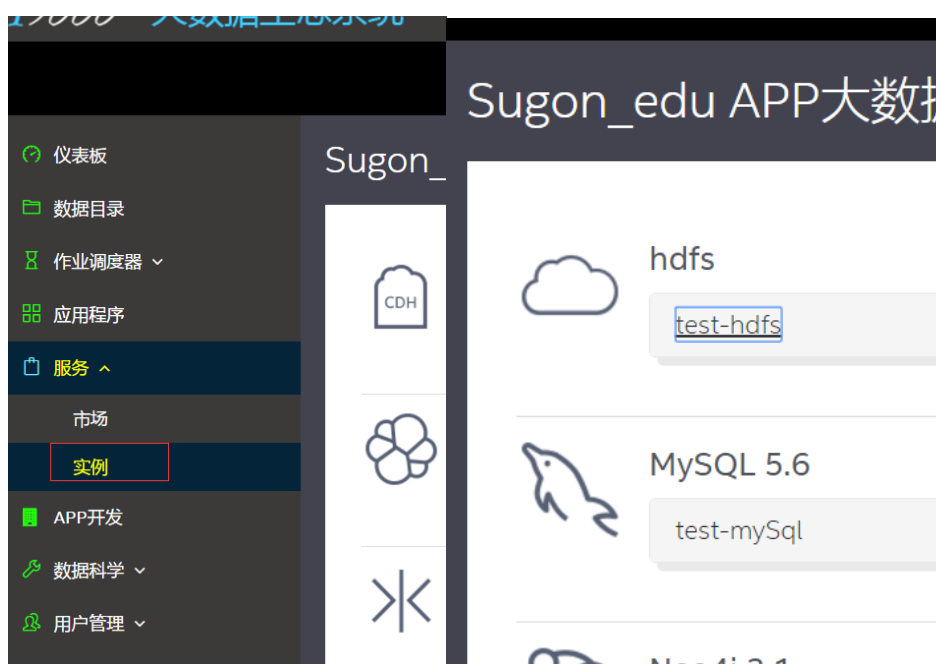 大数据生态系统
仪表板
数据目录
作业调度器
应用程序
服务
市场
实例
APP开发
数据科学
用户管理
Sugon_
CDH
Sugon_edu APP大数
hdfs
test-hdfs
MySQL 5.6
test-mySql